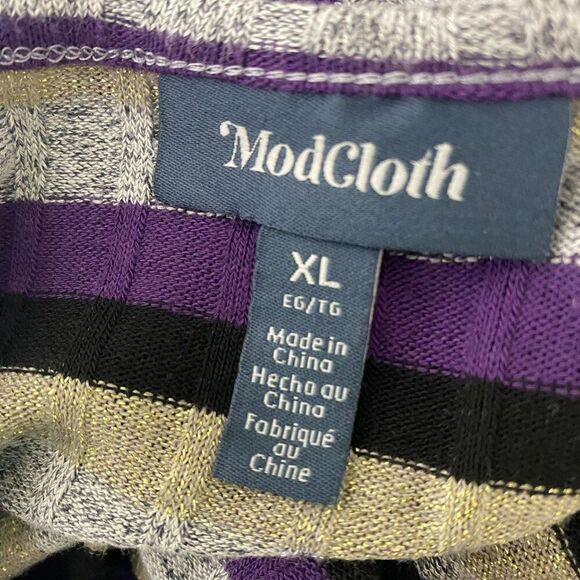 ModCloth
XL
EG/TG
Made in
China
Hecho au
China
Fabriqué
au
Chine